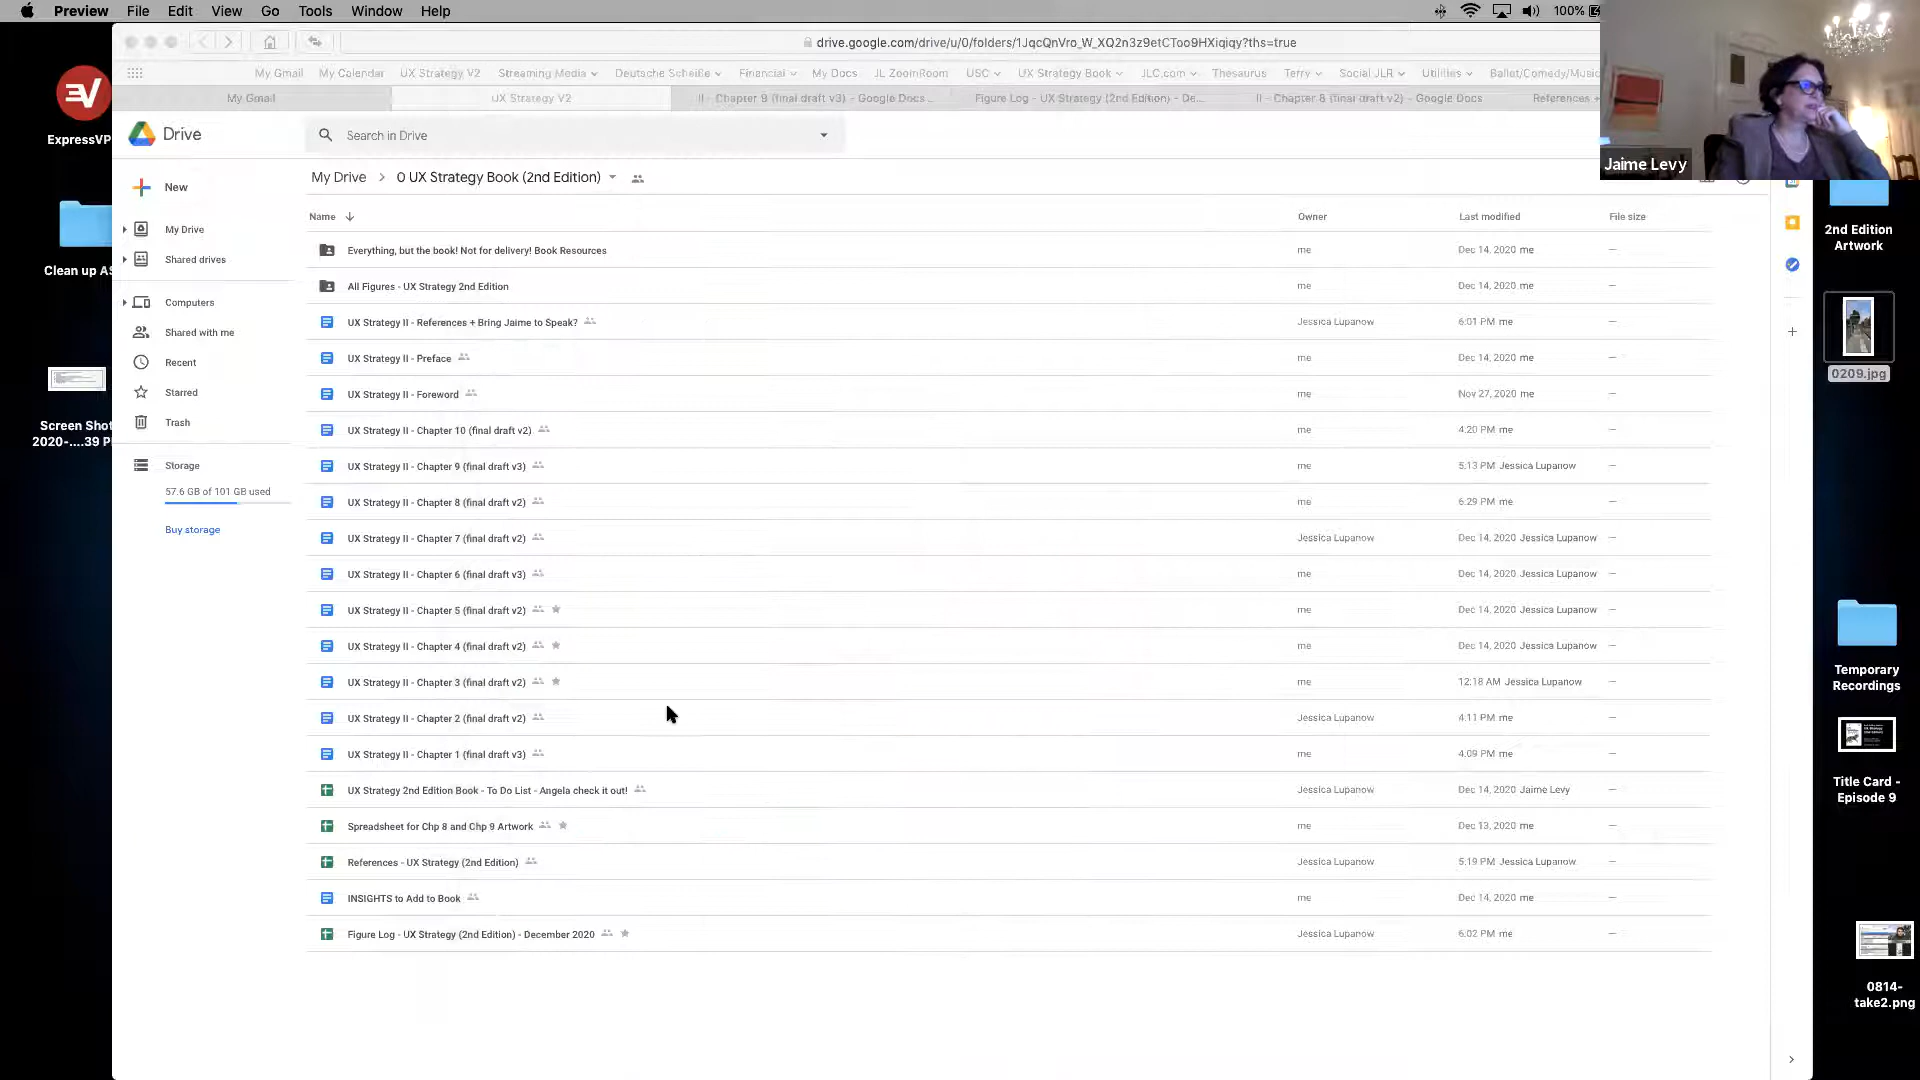 Preview File Edit View Go Tools Window Help
100%
drive.google.com/drive/u/0/folders/1JqcQnVro_W_XQ2n3z9etCToo9HXiqiqy?ths=true
My Gmail My Calendar UX Strategy V2 Streaming Media Deutsche Scheiße Financial My Docs JL ZoomRoom USC UX Strategy Book JLC.com Thesaurus Terry Social JLR Utilities Ballet/Comedy/Music
My Gmail UX Strategy V2 II - Chapter 9 (final draft v3) - Google Docs Figure Log - UX Strategy (2nd Edition) - De... II - Chapter 8 (final draft v2) - Google Docs References
Jaime Levy
ExpressVP
Drive
Search in Drive
New
My Drive
Shared drives
Computers
Shared with me
Recent
Starred
Trash
Storage
57.6 GB of 101 GB used
Buy storage
Clean up
Screen Shot
2020-....39 P
My Drive > 0 UX Strategy Book (2nd Edition)
Name Owner Last modified File size
Everything, but the book! Not for delivery! Book Resources me Dec 14, 2020 me —
All Figures - UX Strategy 2nd Edition me Dec 14, 2020 me —
UX Strategy II - References + Bring Jaime to Speak? Jessica Lupanow 6:01 PM me —
UX Strategy II - Preface me Dec 14, 2020 me —
UX Strategy II - Foreword me Nov 27, 2020 me —
UX Strategy II - Chapter 10 (final draft v2) me 4:20 PM me —
UX Strategy II - Chapter 9 (final draft v3) me 5:13 PM Jessica Lupanow —
UX Strategy II - Chapter 8 (final draft v2) me 6:29 PM me —
UX Strategy II - Chapter 7 (final draft v2) Jessica Lupanow Dec 14, 2020 Jessica Lupanow —
UX Strategy II - Chapter 6 (final draft v3) me Dec 14, 2020 Jessica Lupanow —
UX Strategy II - Chapter 5 (final draft v2) me Dec 14, 2020 Jessica Lupanow —
UX Strategy II - Chapter 4 (final draft v2) me Dec 14, 2020 Jessica Lupanow —
UX Strategy II - Chapter 3 (final draft v2) me 12:18 AM Jessica Lupanow —
UX Strategy II - Chapter 2 (final draft v2) Jessica Lupanow 4:11 PM me —
UX Strategy II - Chapter 1 (final draft v3) me 4:09 PM me —
UX Strategy 2nd Edition Book - To Do List - Angela check it out! Jessica Lupanow Dec 14, 2020 Jaime Levy —
Spreadsheet for Chp 8 and Chp 9 Artwork me Dec 13, 2020 me —
References - UX Strategy (2nd Edition) Jessica Lupanow 5:19 PM Jessica Lupanow —
INSIGHTS to Add to Book me Dec 14, 2020 me —
Figure Log - UX Strategy (2nd Edition) - December 2020 Jessica Lupanow 6:02 PM me —
2nd Edition
Artwork
0209.jpg
Temporary
Recordings
Title Card -
Episode 9
0814-
take2.png